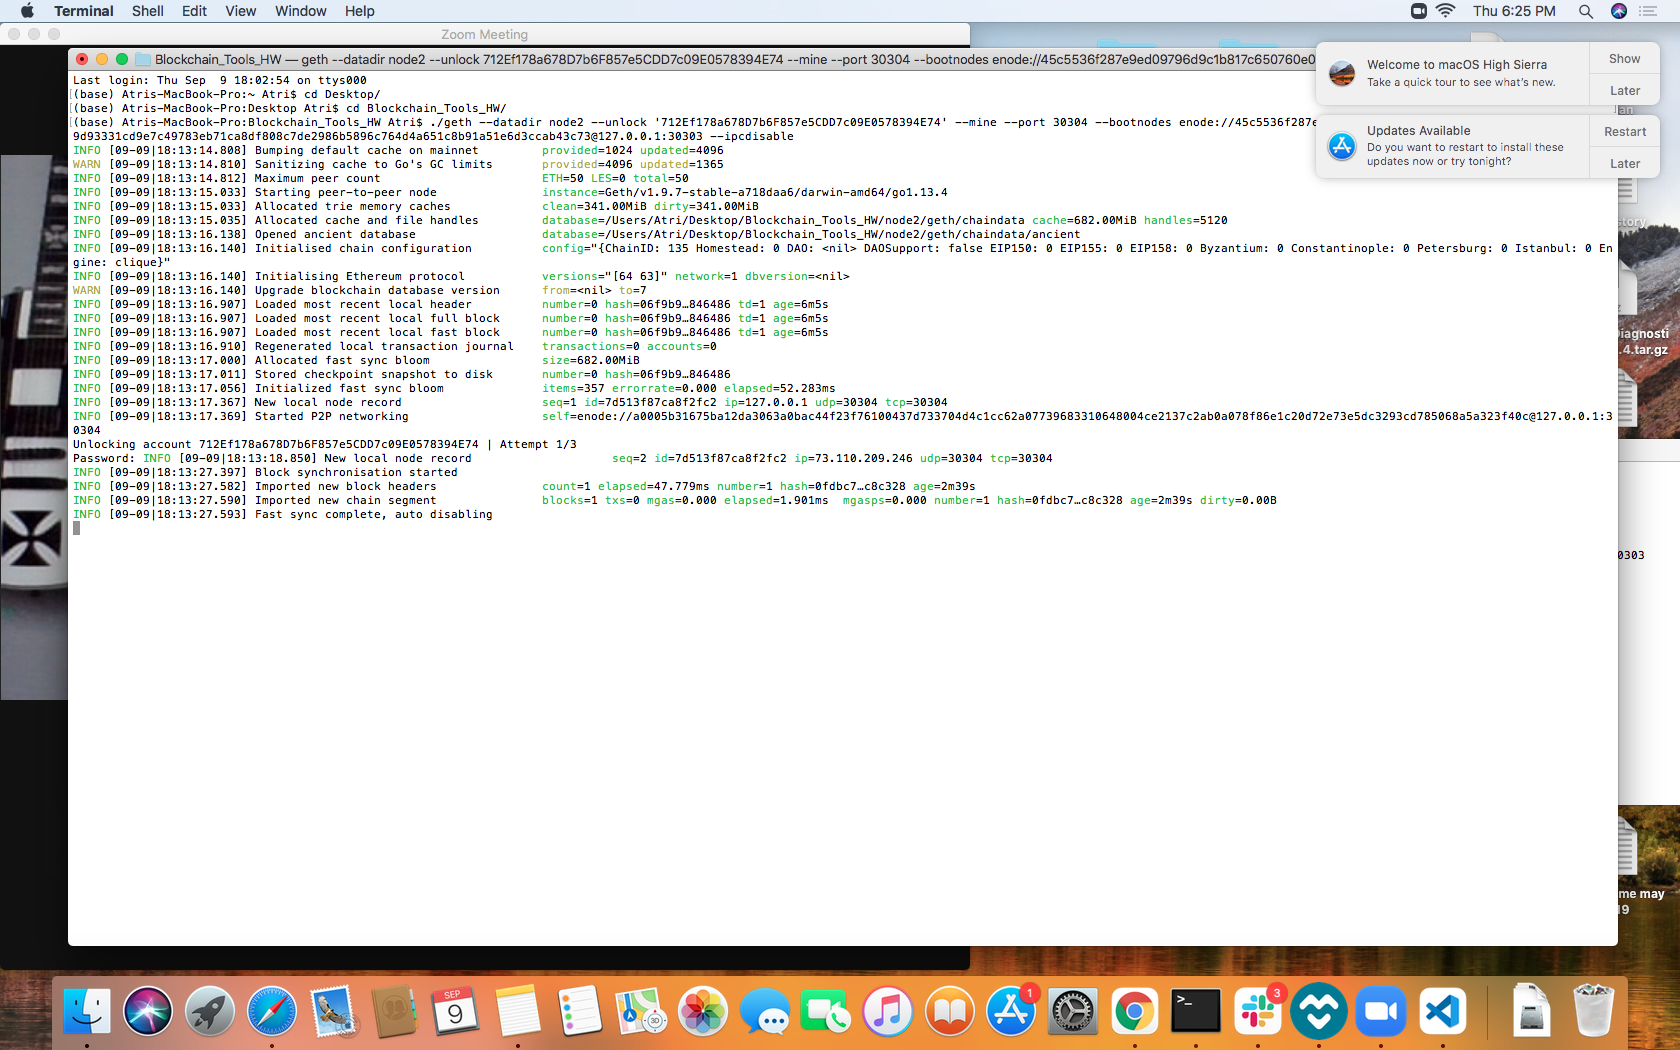 Terminal Shell Edit View Window Help
Thu 6:25 PM
Zoom Meeting
Blockchain_Tools_HW — geth --datadir node2 --unlock 712Ef178a678D7b6F857e5CDD7c09E0578394E74 --mine --port 30304 --bootnodes enode://45c5536f287e9ed09796d9c1b817c650760e0
Last login: Thu Sep  9 18:02:54 on ttys000
[(base) Atris-MacBook-Pro:~ Atri$ cd Desktop/
[(base) Atris-MacBook-Pro:Desktop Atri$ cd Blockchain_Tools_HW/
[(base) Atris-MacBook-Pro:Blockchain_Tools_HW Atri$ ./geth --datadir node2 --unlock '712Ef178a678D7b6F857e5CDD7c09E0578394E74' --mine --port 30304 --bootnodes enode://45c5536f287e
9d93331cd9e7c49783eb71ca8df808c7de2986b5896c764d4a651c8b91a51e6d3ccab43c73@127.0.0.1:30303 --ipcdisable
INFO [09-09|18:13:14.808] Bumping default cache on mainnet provided=1024 updated=4096
WARN [09-09|18:13:14.810] Sanitizing cache to Go's GC limits provided=4096 updated=1365
INFO [09-09|18:13:14.812] Maximum peer count ETH=50 LES=0 total=50
INFO [09-09|18:13:15.033] Starting peer-to-peer node instance=Geth/v1.9.7-stable-a718daa6/darwin-amd64/go1.13.4
INFO [09-09|18:13:15.033] Allocated trie memory caches clean=341.00MiB dirty=341.00MiB
INFO [09-09|18:13:15.035] Allocated cache and file handles database=/Users/Atri/Desktop/Blockchain_Tools_HW/node2/geth/chaindata cache=682.00MiB handles=5120
INFO [09-09|18:13:16.138] Opened ancient database database=/Users/Atri/Desktop/Blockchain_Tools_HW/node2/geth/chaindata/ancient
INFO [09-09|18:13:16.140] Initialised chain configuration config="{ChainID: 135 Homestead: 0 DAO: <nil> DAOSupport: false EIP150: 0 EIP155: 0 EIP158: 0 Byzantium: 0 Constantinople: 0 Petersburg: 0 Istanbul: 0 En
gine: clique}"
INFO [09-09|18:13:16.140] Initialising Ethereum protocol versions="[64 63]" network=1 dbversion=<nil>
WARN [09-09|18:13:16.140] Upgrade blockchain database version from=<nil> to=7
INFO [09-09|18:13:16.907] Loaded most recent local header number=0 hash=06f9b9…846486 td=1 age=6m5s
INFO [09-09|18:13:16.907] Loaded most recent local full block number=0 hash=06f9b9…846486 td=1 age=6m5s
INFO [09-09|18:13:16.907] Loaded most recent local fast block number=0 hash=06f9b9…846486 td=1 age=6m5s
INFO [09-09|18:13:16.910] Regenerated local transaction journal transactions=0 accounts=0
INFO [09-09|18:13:17.000] Allocated fast sync bloom size=682.00MiB
INFO [09-09|18:13:17.011] Stored checkpoint snapshot to disk number=0 hash=06f9b9…846486
INFO [09-09|18:13:17.056] Initialized fast sync bloom items=357 errorrate=0.000 elapsed=52.283ms
INFO [09-09|18:13:17.367] New local node record seq=1 id=7d513f87ca8f2fc2 ip=127.0.0.1 udp=30304 tcp=30304
INFO [09-09|18:13:17.369] Started P2P networking self=enode://a0005b31675ba12da3063a0bac44f23f76100437d733704d4c1cc62a07739683310648004ce2137c2ab0a078f86e1c20d72e73e5dc3293cd785068a5a323f40c@127.0.0.1:3
0304
Unlocking account 712Ef178a678D7b6F857e5CDD7c09E0578394E74 | Attempt 1/3
Password: INFO [09-09|18:13:18.850] New local node record seq=2 id=7d513f87ca8f2fc2 ip=73.110.209.246 udp=30304 tcp=30304
INFO [09-09|18:13:27.397] Block synchronisation started
INFO [09-09|18:13:27.582] Imported new block headers count=1 elapsed=47.779ms number=1 hash=0fdbc7…c8c328 age=2m39s
INFO [09-09|18:13:27.590] Imported new chain segment blocks=1 txs=0 mgas=0.000 elapsed=1.901ms mgasps=0.000 number=1 hash=0fdbc7…c8c328 age=2m39s dirty=0.00B
INFO [09-09|18:13:27.593] Fast sync complete, auto disabling
Welcome to macOS High Sierra
Take a quick tour to see what's new.
Show
Later
Updates Available
Do you want to restart to install these
updates now or try tonight?
Restart
Later
story
Diagnosti
.4.tar.gz
0303
me may
19
SEP
9
1
3